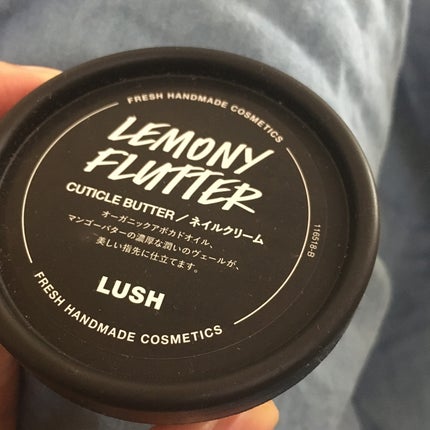 FRESH HANDMADE COSMETICS
LEMONY
FLUTTER
CUTICLE BUTTER / ネイルクリーム
オーガニックアボカドオイル、
マンゴーバターの濃厚な潤いのヴェールが、
美しい指先に仕立てます。
LUSH
FRESH HANDMADE COSMETICS
116518-B